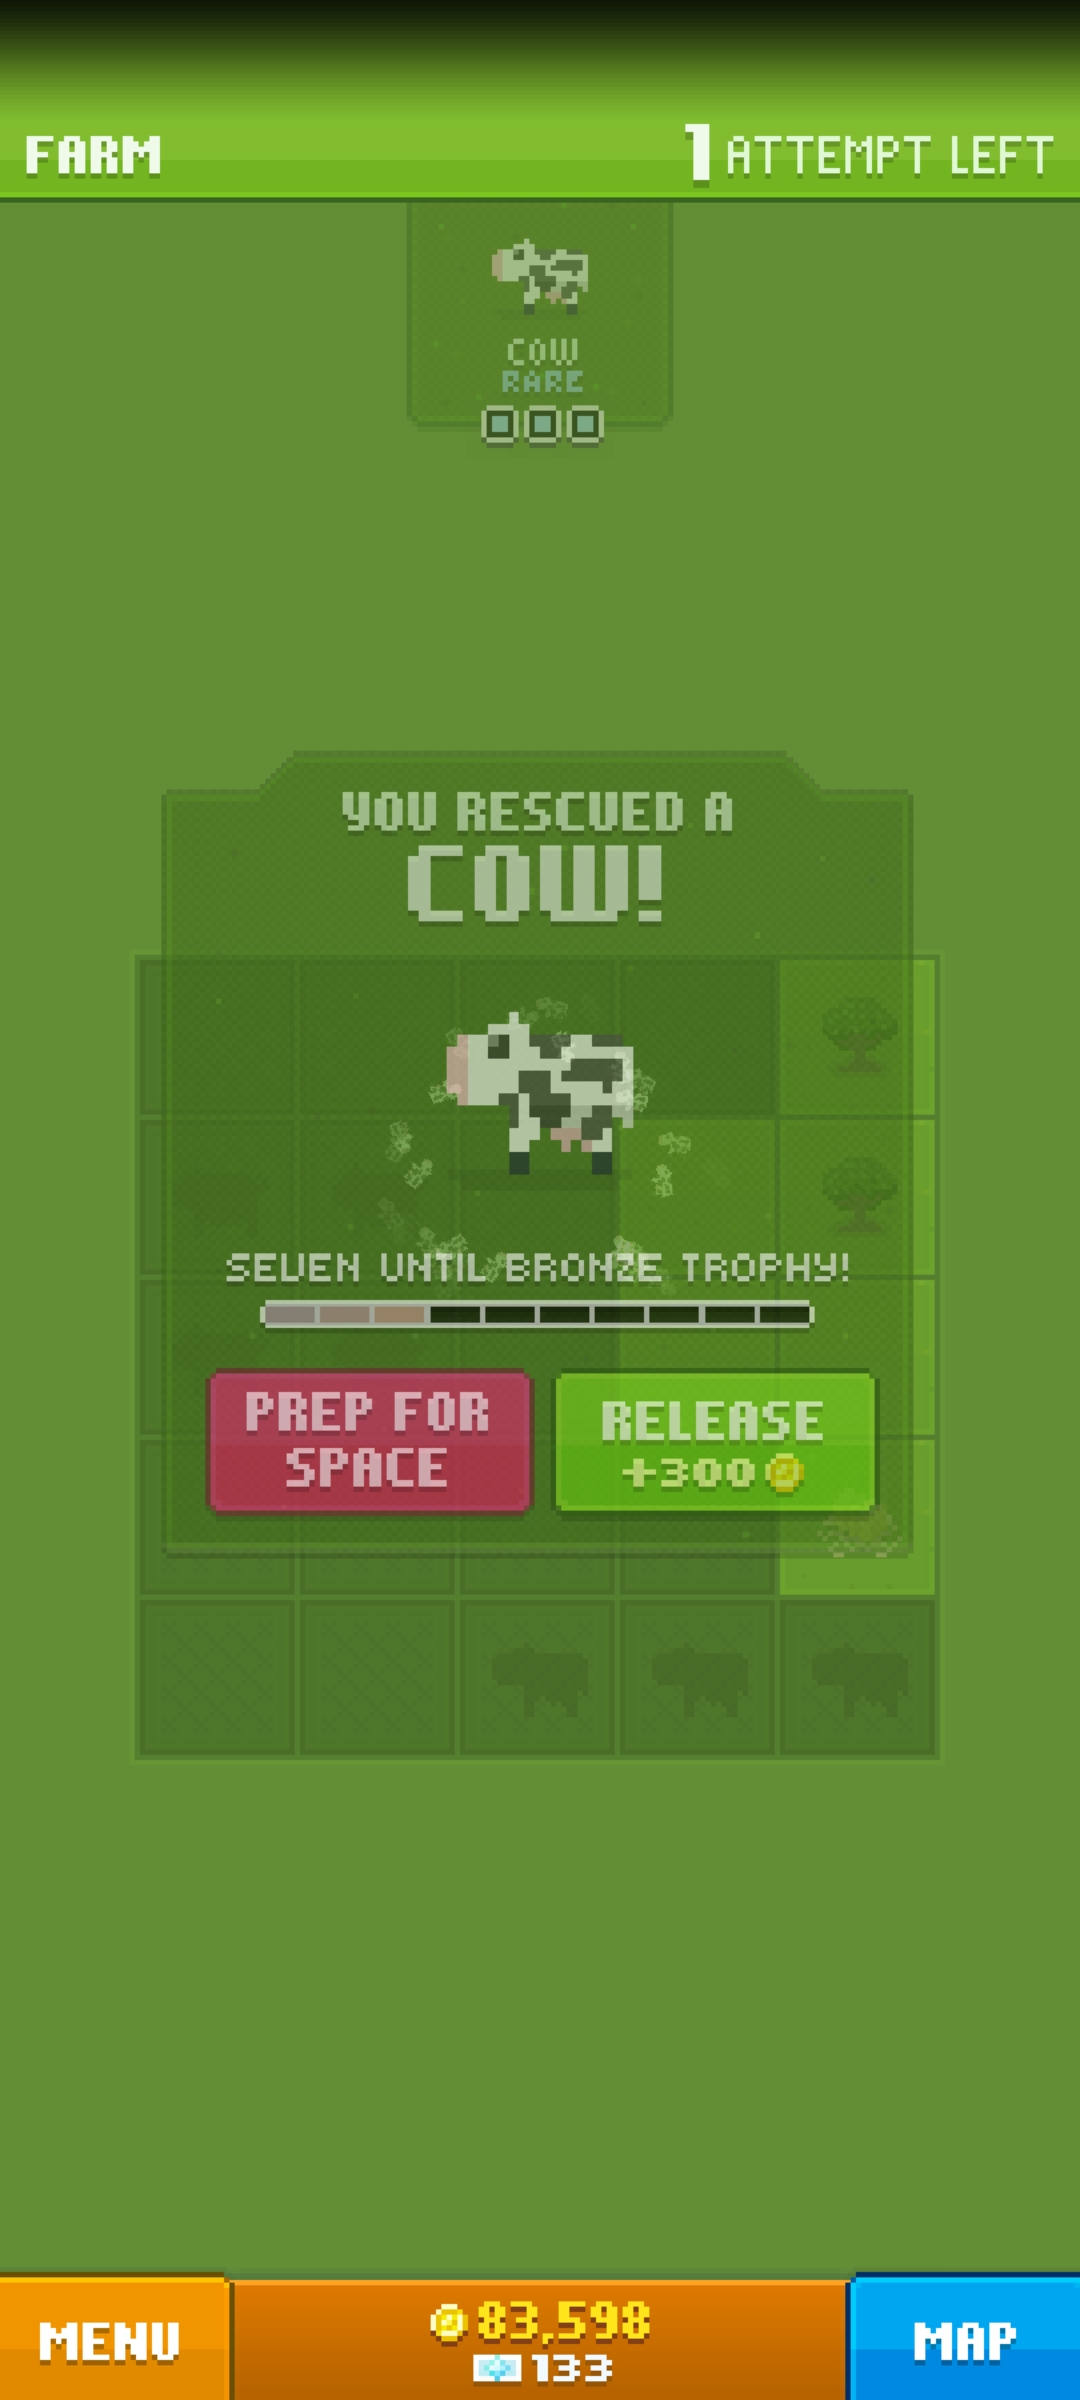 FARM
1 ATTEMPT LEFT
COW
RARE
YOU RESCUED A
COW!
SEVEN UNTIL BRONZE TROPHY!
PREP FOR
SPACE
RELEASE
+300
MENU
83,598
133
MAP